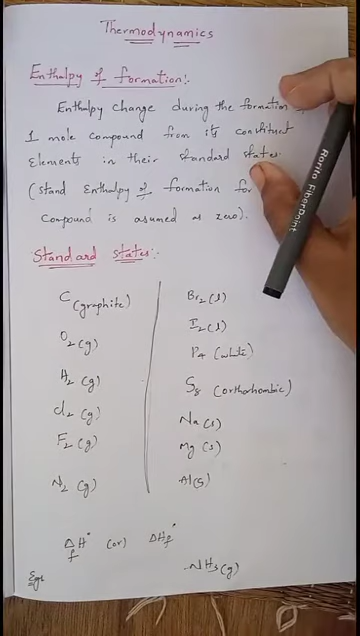 Thermodynamics
Enthalpy of formation:-
Enthalpy change during the formation
1 mole compound from its constituent
Elements in their standard states.
(stand Enthalpy of formation for
Compound is asumed as zero).
Standard states:-
C(graphite)
O2(g)
H2 (g)
Cl2 (g)
F2 (g)
N2 (g)
Br2(l)
I2(l)
P4 (white)
S8 (orthorhombic)
Na(s)
Mg(s)
Al(s)
ΔfH° (or) ΔHf°
Eg:
NH3(g)
Rorito FiberPoint